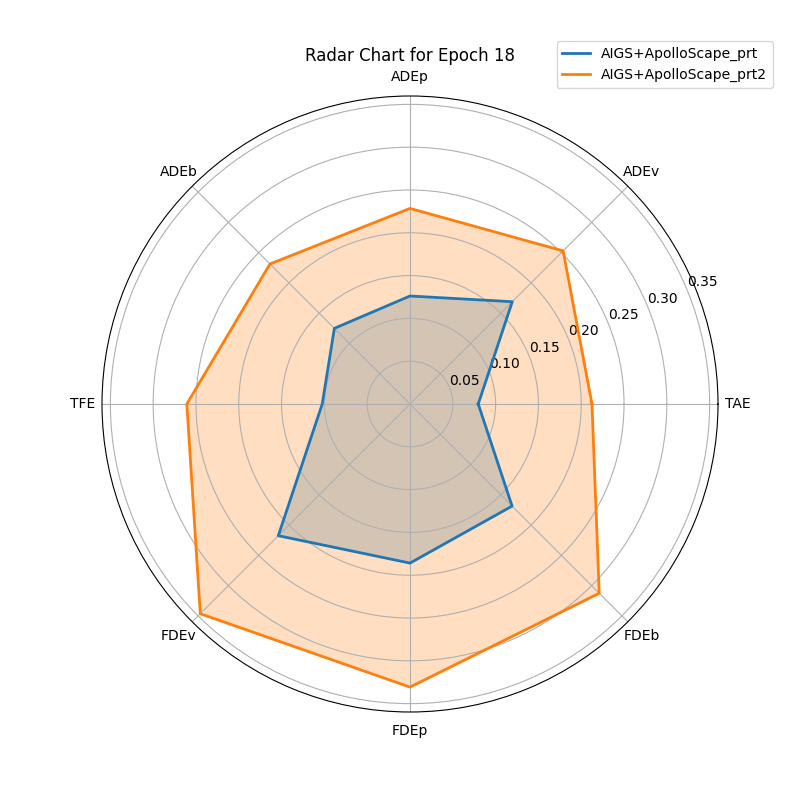 Radar Chart for Epoch 18
AIGS+ApolloScape_prt
AIGS+ApolloScape_prt2
ADEp
ADEb
ADEv
0.35
0.30
0.25
0.20
0.15
0.10
0.05
TFE
TAE
FDEv
FDEb
FDEp